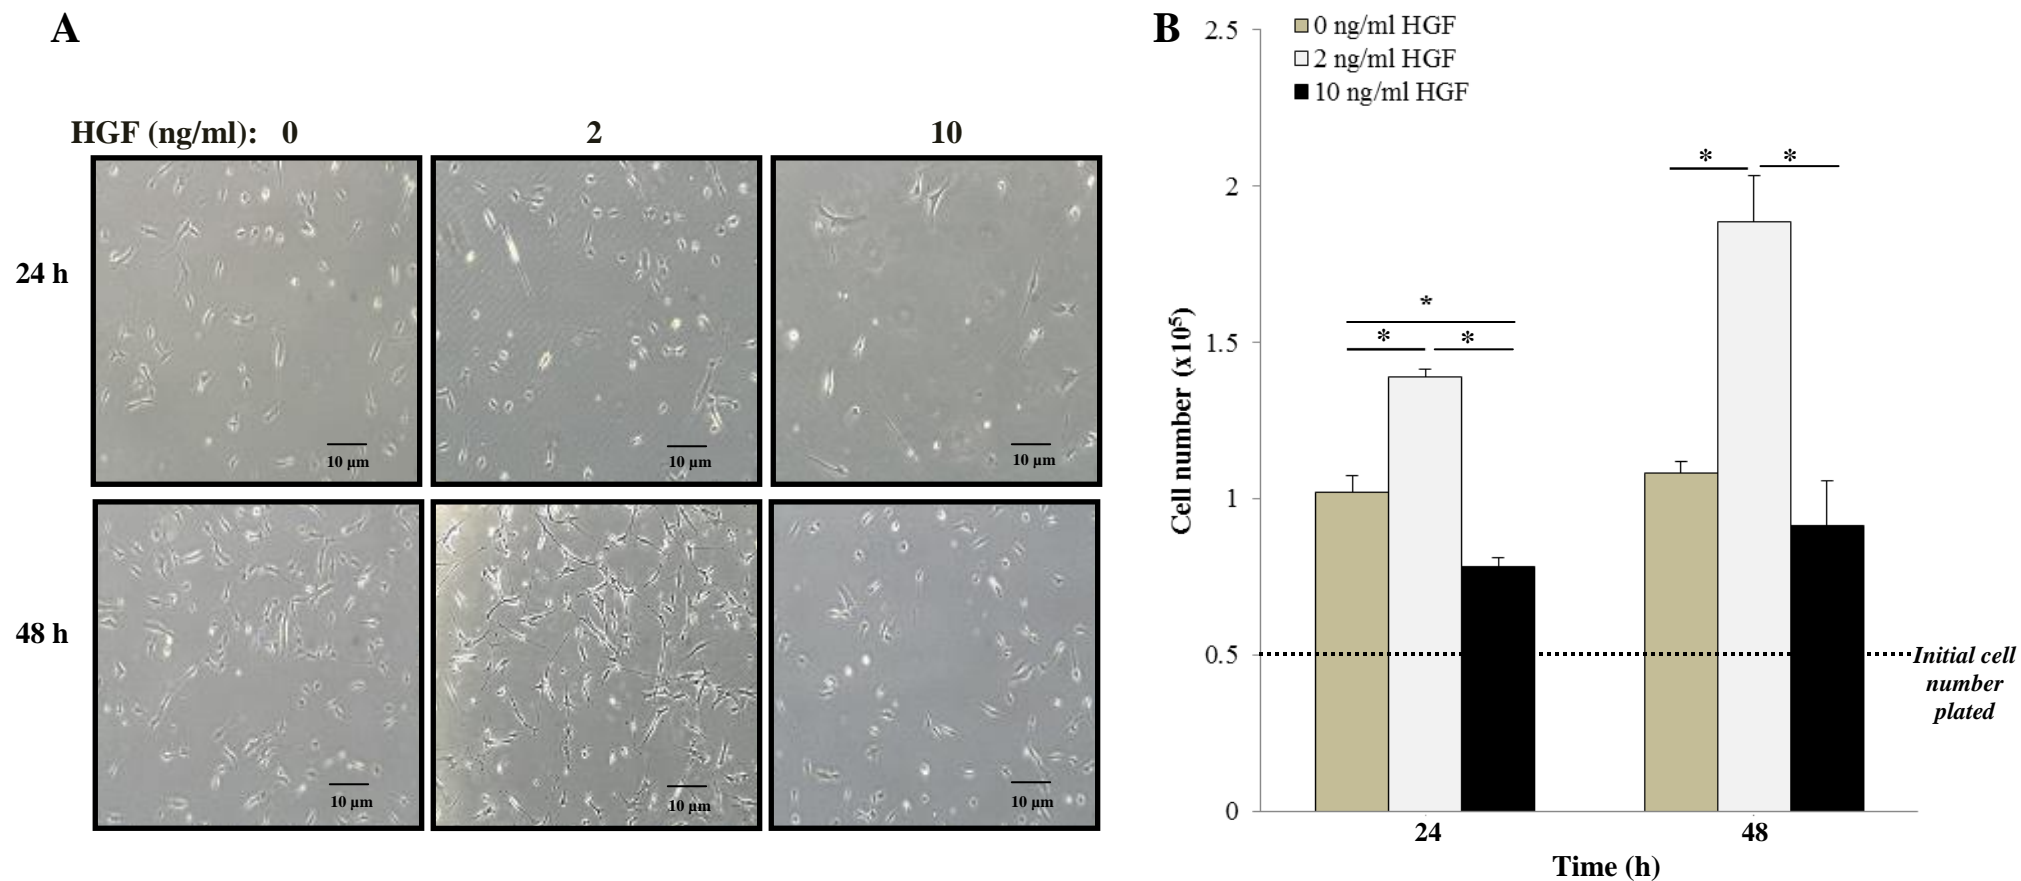 A
HGF (ng/ml): 0 2 10
24 h
10 µm
10 µm
10 µm
48 h
10 µm
10 µm
10 µm
B
0 ng/ml HGF
2 ng/ml HGF
10 ng/ml HGF
Cell number (x10⁵)
2.5
2
1.5
1
0.5
0
*
*
*
*
*
Initial cell
number
plated
24 48
Time (h)